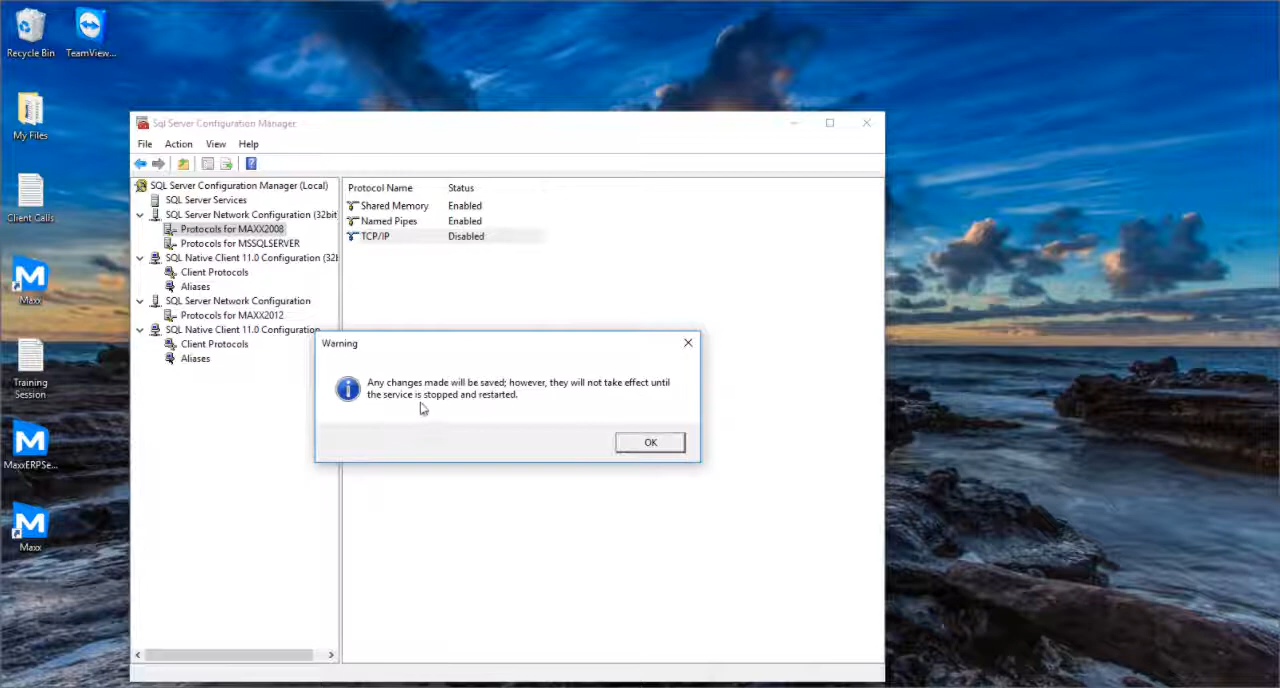 Recycle Bin
TeamView...
My Files
Client Calls
Maxx
Training
Session
MaxxERPSe...
Maxx
Sql Server Configuration Manager
File Action View Help
SQL Server Configuration Manager (Local)
SQL Server Services
SQL Server Network Configuration (32bit
Protocols for MAXX2008
Protocols for MSSQLSERVER
SQL Native Client 11.0 Configuration (32b
Client Protocols
Aliases
SQL Server Network Configuration
Protocols for MAXX2012
SQL Native Client 11.0 Configuration
Client Protocols
Aliases
Protocol Name Status
Shared Memory Enabled
Named Pipes Enabled
TCP/IP Disabled
Warning
Any changes made will be saved; however, they will not take effect until
the service is stopped and restarted.
OK